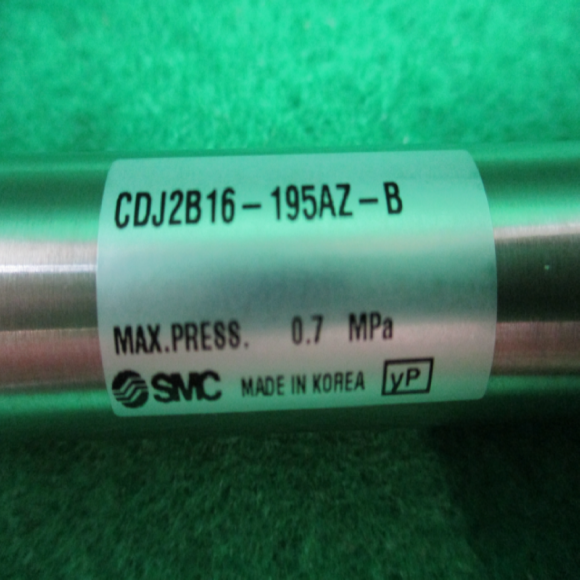 CDJ2B16-195AZ-B
MAX.PRESS. 0.7 MPa
SMC MADE IN KOREA yP